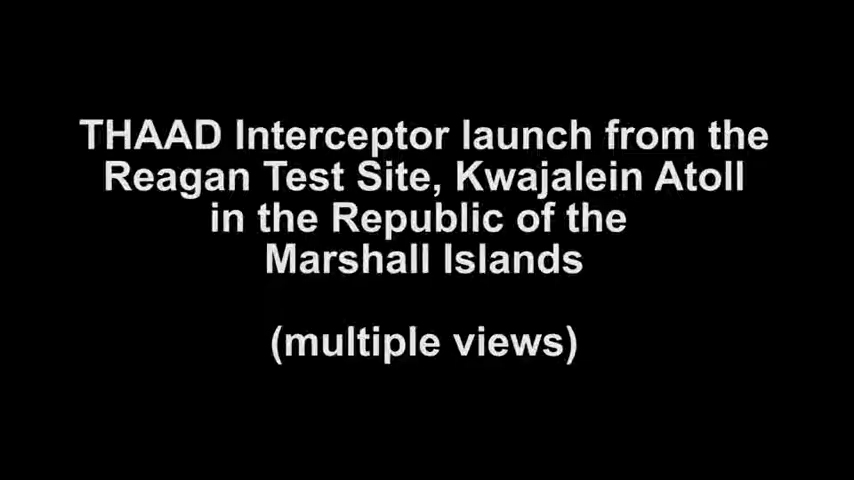 THAAD Interceptor launch from the
Reagan Test Site, Kwajalein Atoll
in the Republic of the
Marshall Islands
(multiple views)